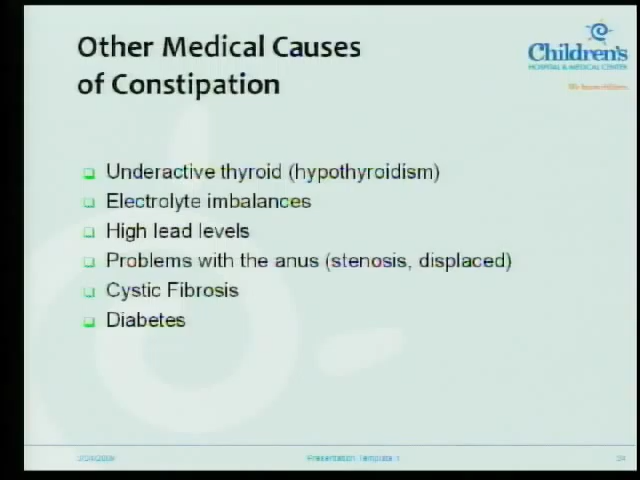 Other Medical Causes
of Constipation
Children's
HOSPITAL & MEDICAL CENTER
Underactive thyroid (hypothyroidism)
Electrolyte imbalances
High lead levels
Problems with the anus (stenosis, displaced)
Cystic Fibrosis
Diabetes
Presentation Template
24